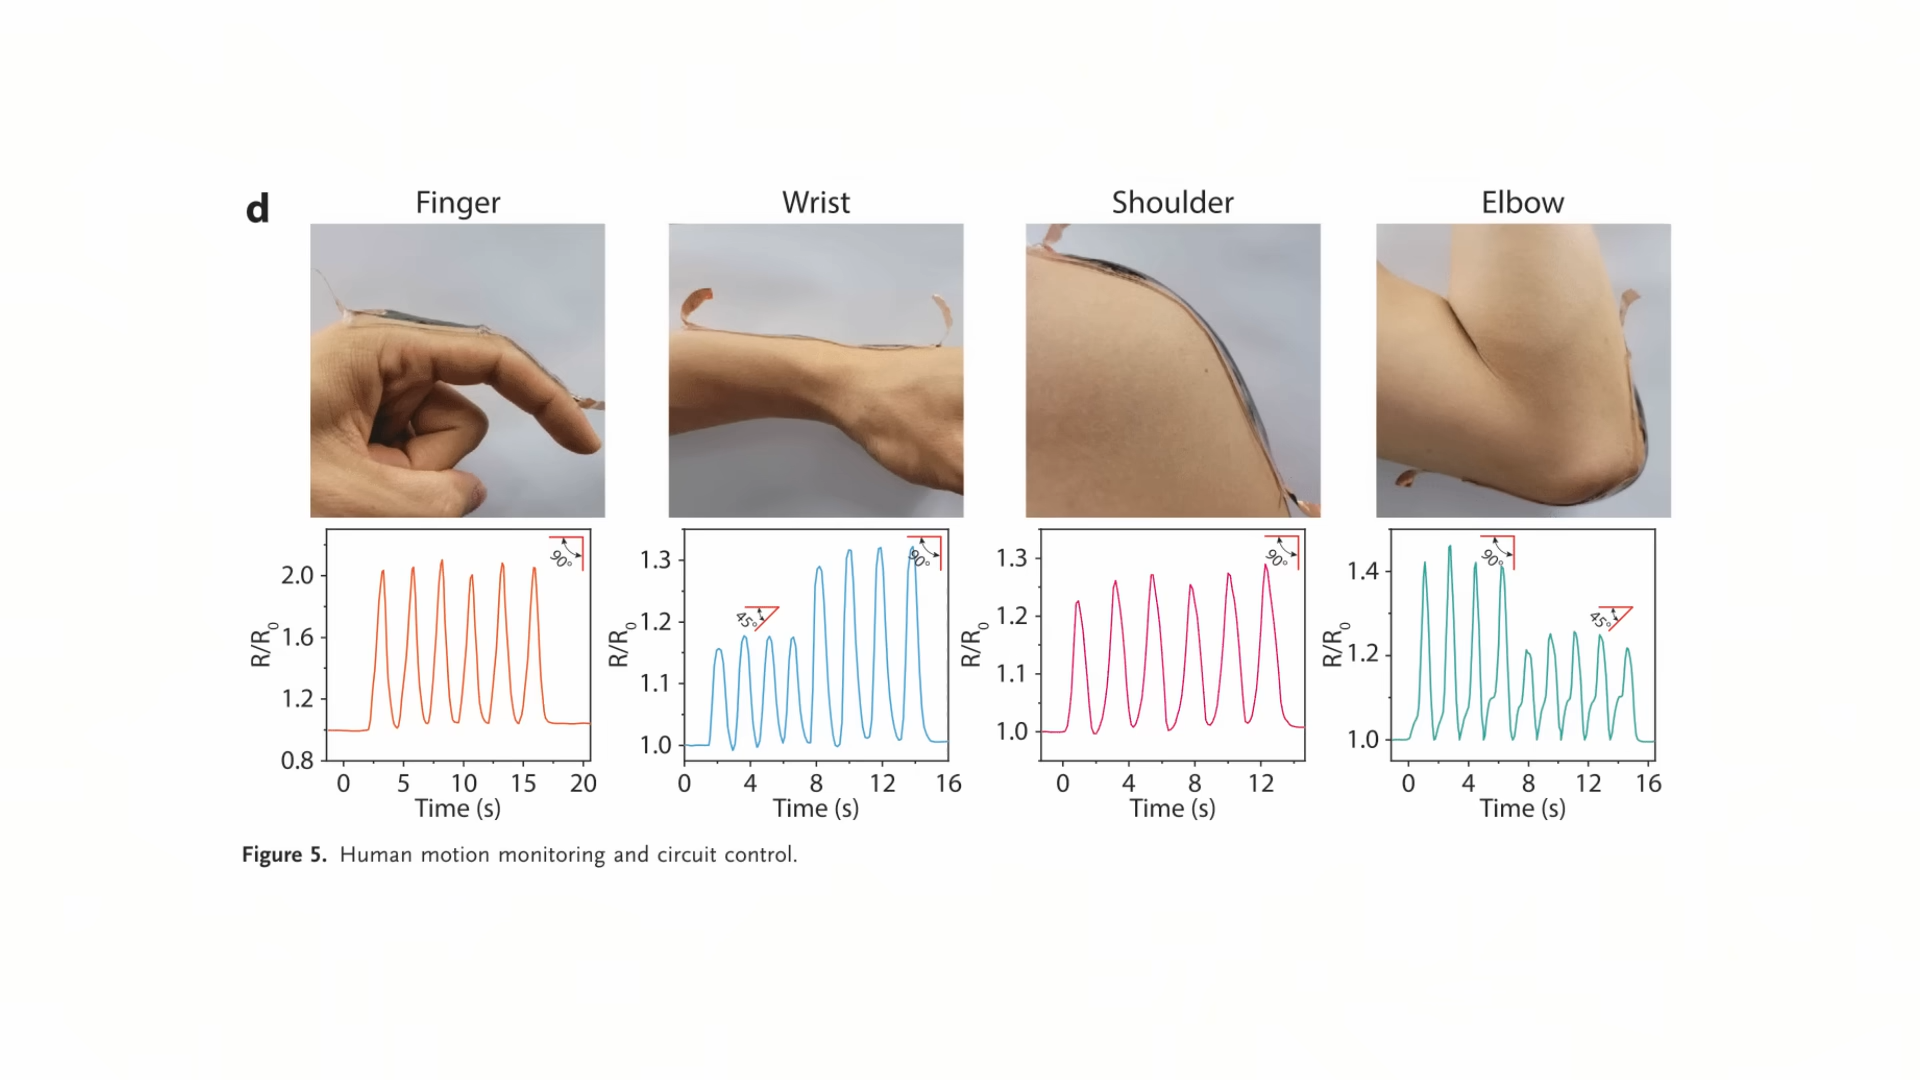 d
Finger
Wrist
Shoulder
Elbow
R/R0
2.0
1.6
1.2
0.8
90°
0 5 10 15 20
Time (s)
R/R0
1.3
1.2
1.1
1.0
45°
90°
0 4 8 12 16
Time (s)
R/R0
1.3
1.2
1.1
1.0
90°
0 4 8 12
Time (s)
R/R0
1.4
1.2
1.0
90°
45°
0 4 8 12 16
Time (s)
Figure 5. Human motion monitoring and circuit control.